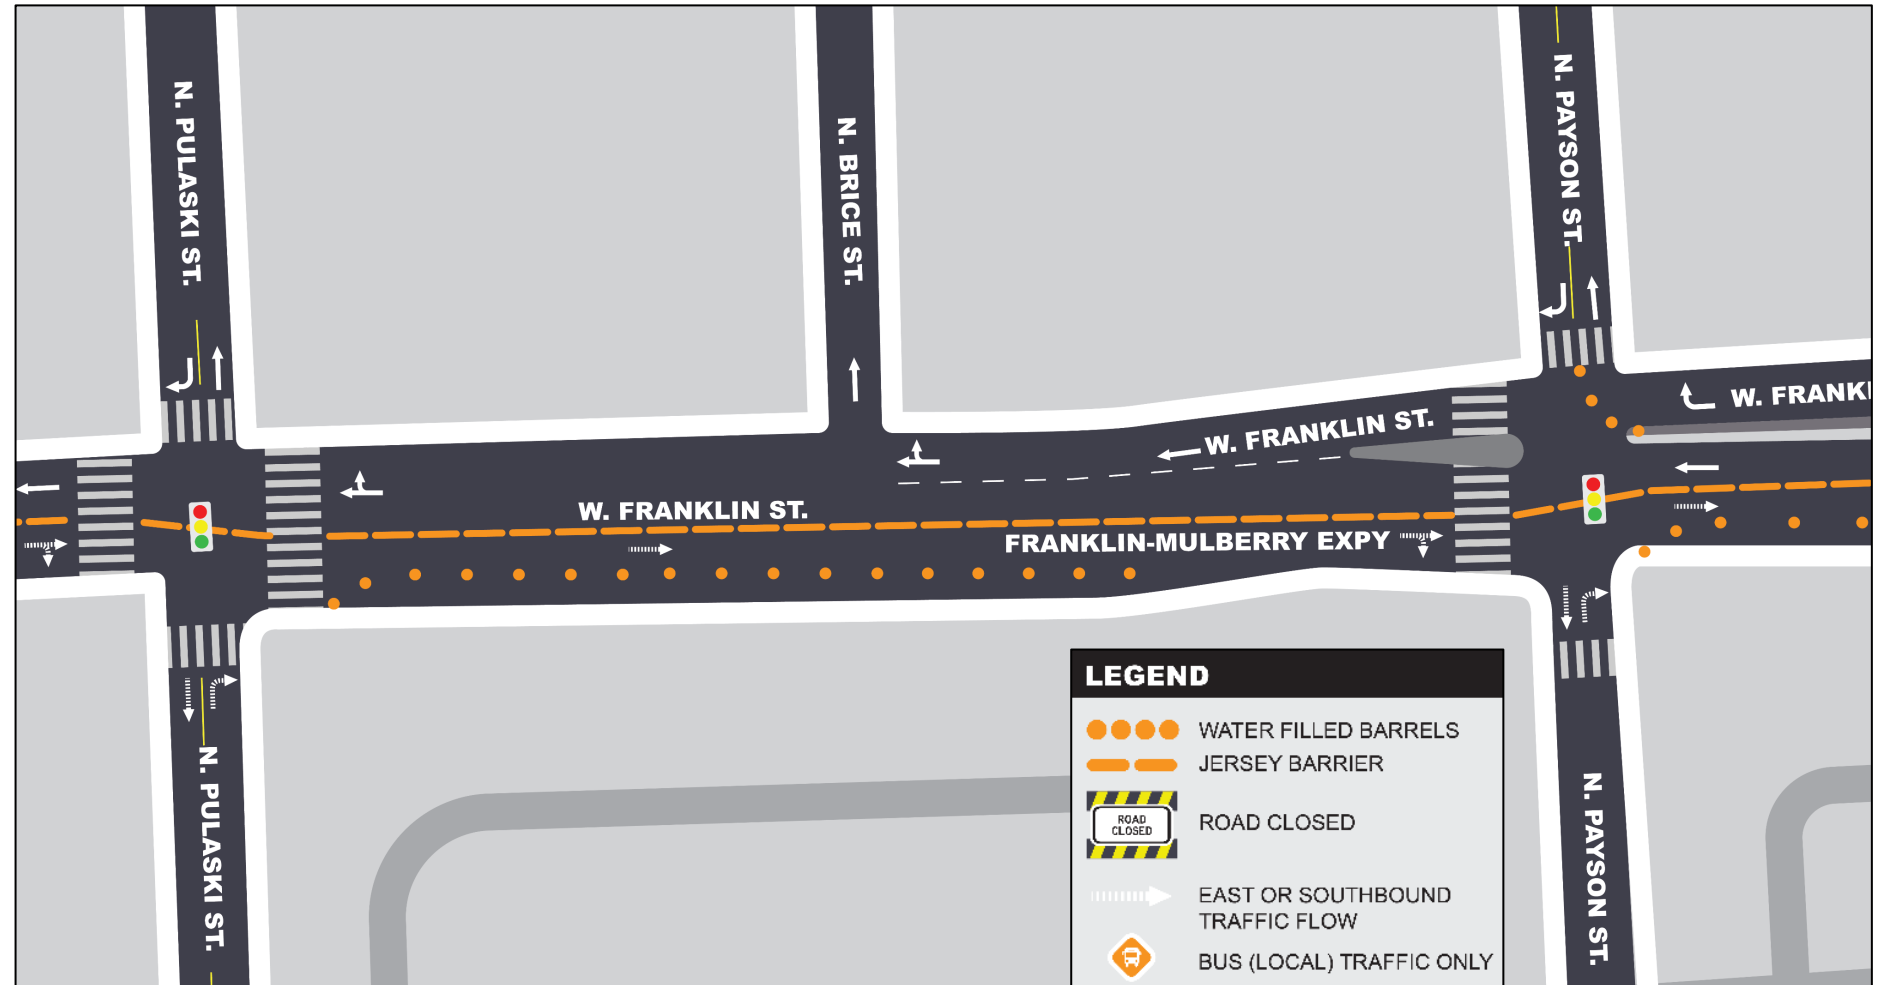 N. PULASKI ST.
N. BRICE ST.
N. PAYSON ST.
W. FRANKLIN ST.
W. FRANKL
W. FRANKLIN ST.
FRANKLIN-MULBERRY EXPY
N. PULASKI ST.
N. PAYSON ST.
LEGEND
WATER FILLED BARRELS
JERSEY BARRIER
ROAD
CLOSED
ROAD CLOSED
EAST OR SOUTHBOUND
TRAFFIC FLOW
BUS (LOCAL) TRAFFIC ONLY